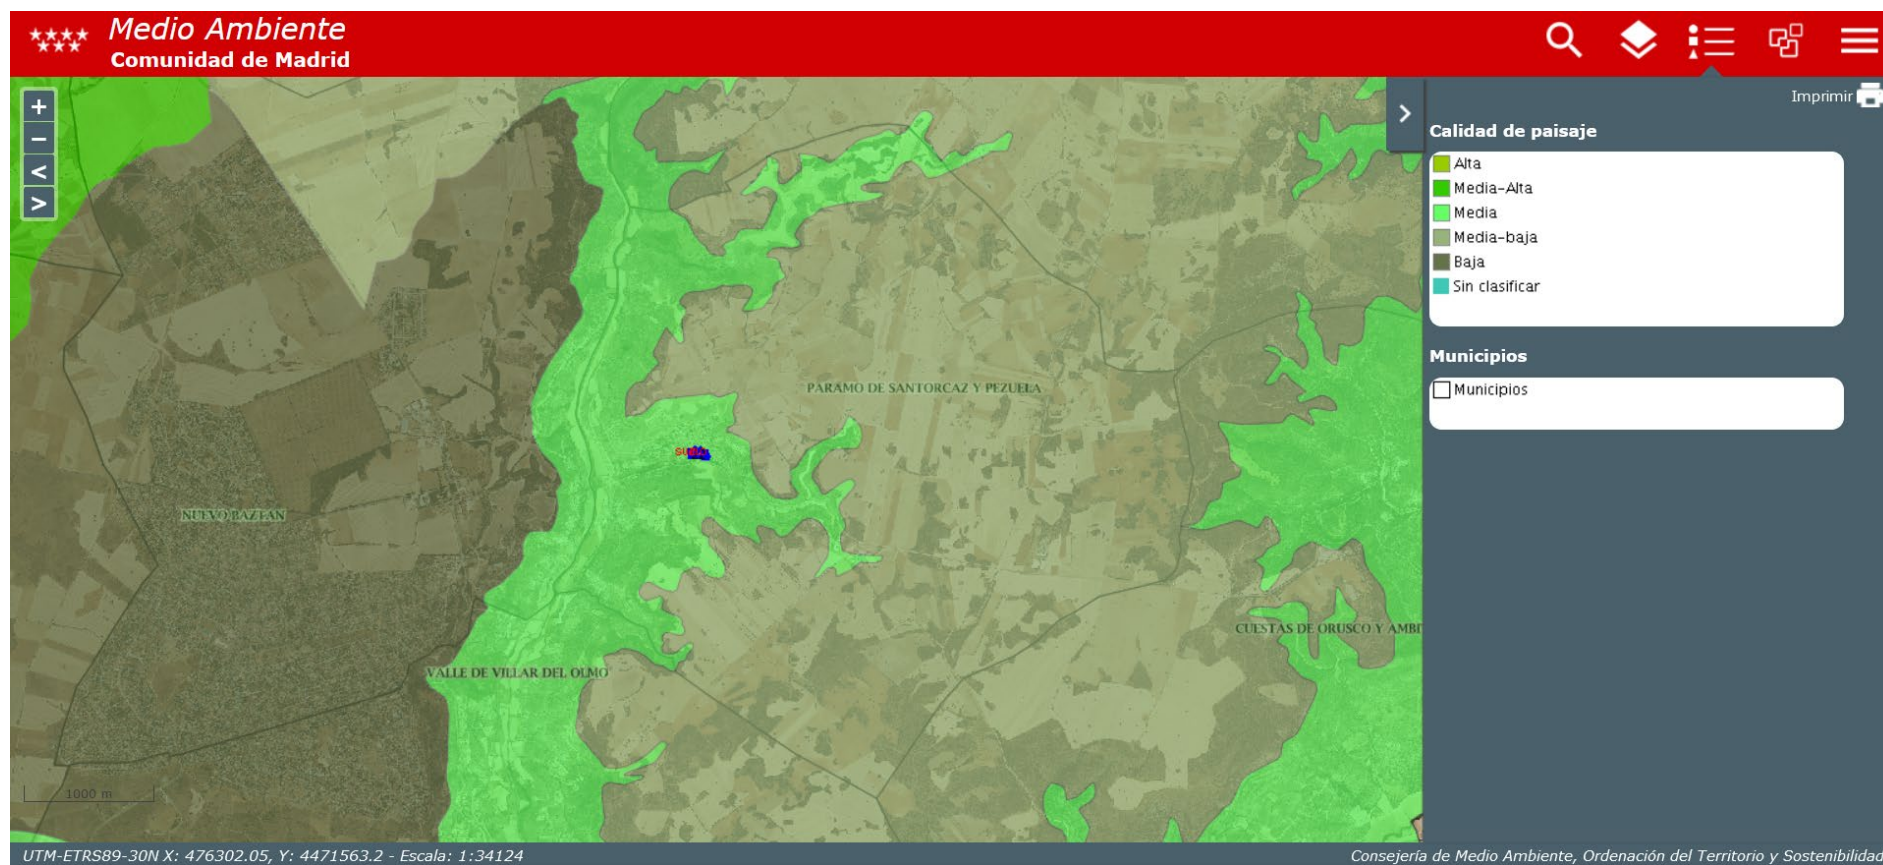 Medio Ambiente
Comunidad de Madrid
+
−
<
>
>
Imprimir
Calidad de paisaje
Alta
Media-Alta
Media
Media-baja
Baja
Sin clasificar
Municipios
Municipios
PARAMO DE SANTORCAZ Y PEZUELA
NUEVO BAZTAN
CUESTAS DE ORUSCO Y AMBI
VALLE DE VILLAR DEL OLMO
1000 m
UTM-ETRS89-30N X: 476302.05, Y: 4471563.2 - Escala: 1:34124
Consejería de Medio Ambiente, Ordenación del Territorio y Sostenibilidad